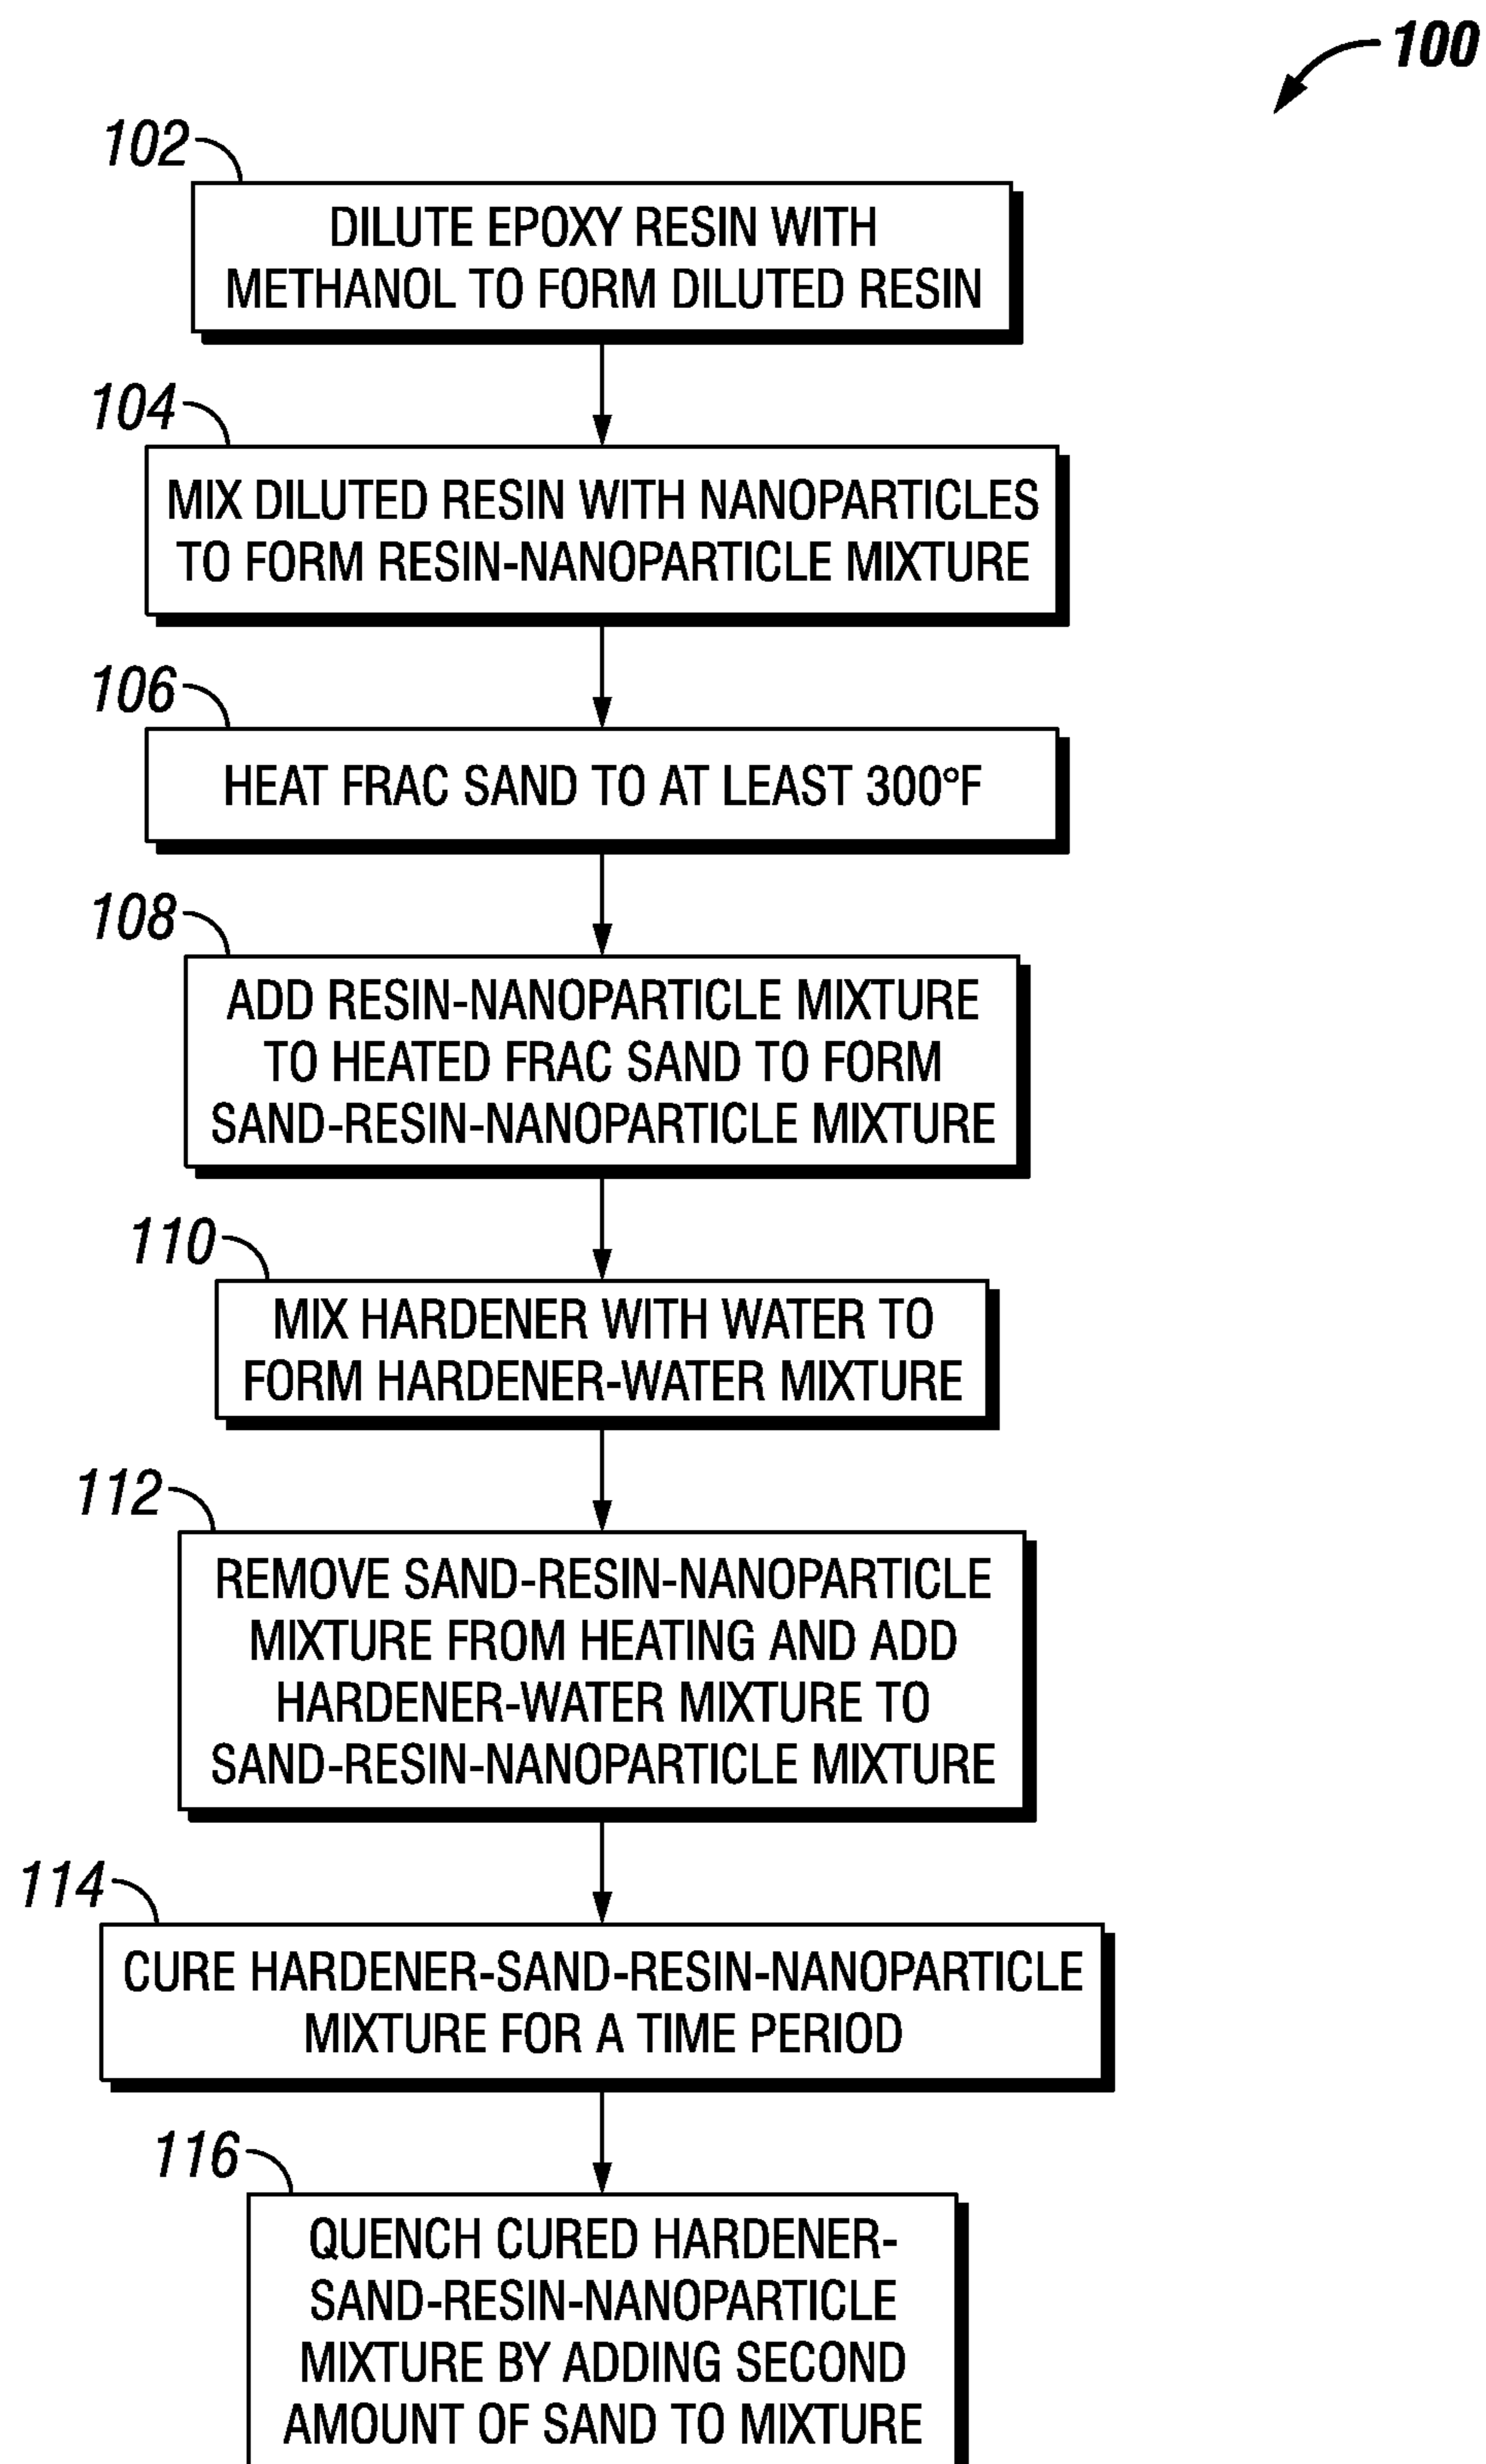 100
102
DILUTE EPOXY RESIN WITH
METHANOL TO FORM DILUTED RESIN
104
MIX DILUTED RESIN WITH NANOPARTICLES
TO FORM RESIN-NANOPARTICLE MIXTURE
106
HEAT FRAC SAND TO AT LEAST 300°F
108
ADD RESIN-NANOPARTICLE MIXTURE
TO HEATED FRAC SAND TO FORM
SAND-RESIN-NANOPARTICLE MIXTURE
110
MIX HARDENER WITH WATER TO
FORM HARDENER-WATER MIXTURE
112
REMOVE SAND-RESIN-NANOPARTICLE
MIXTURE FROM HEATING AND ADD
HARDENER-WATER MIXTURE TO
SAND-RESIN-NANOPARTICLE MIXTURE
114
CURE HARDENER-SAND-RESIN-NANOPARTICLE
MIXTURE FOR A TIME PERIOD
116
QUENCH CURED HARDENER-
SAND-RESIN-NANOPARTICLE
MIXTURE BY ADDING SECOND
AMOUNT OF SAND TO MIXTURE